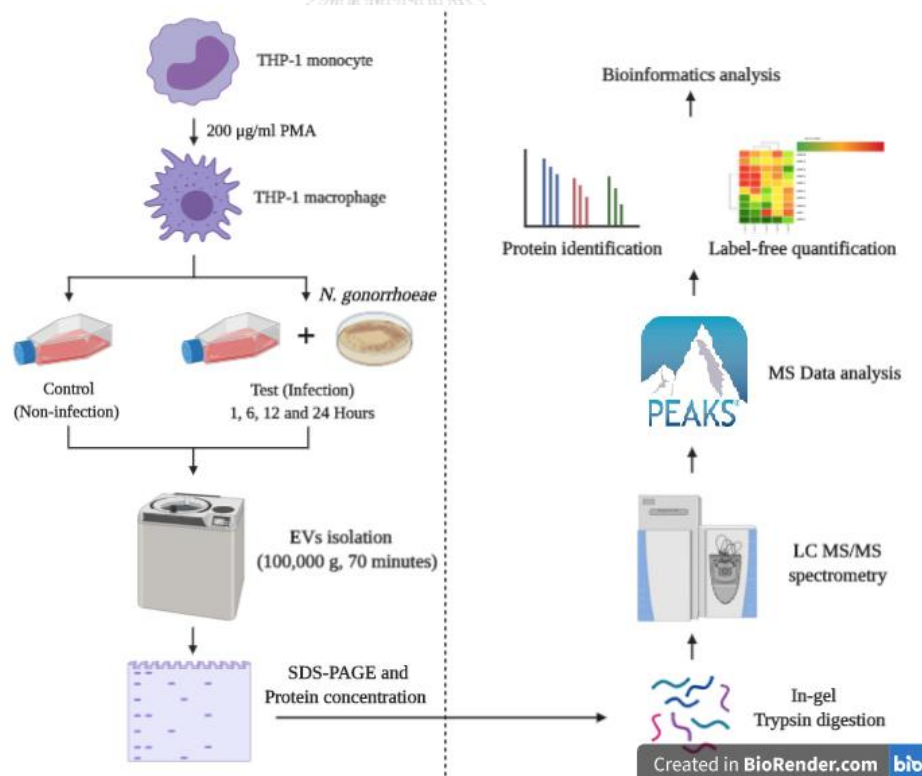 THP-1 monocyte
200 µg/ml PMA
THP-1 macrophage
N. gonorrhoeae
+
Control
(Non-infection)
Test (Infection)
1, 6, 12 and 24 Hours
EVs isolation
(100,000 g, 70 minutes)
SDS-PAGE and
Protein concentration
Bioinformatics analysis
Protein identification
Label-free quantification
PEAKS
MS Data analysis
LC MS/MS
spectrometry
In-gel
Trypsin digestion
Created in BioRender.com
bio